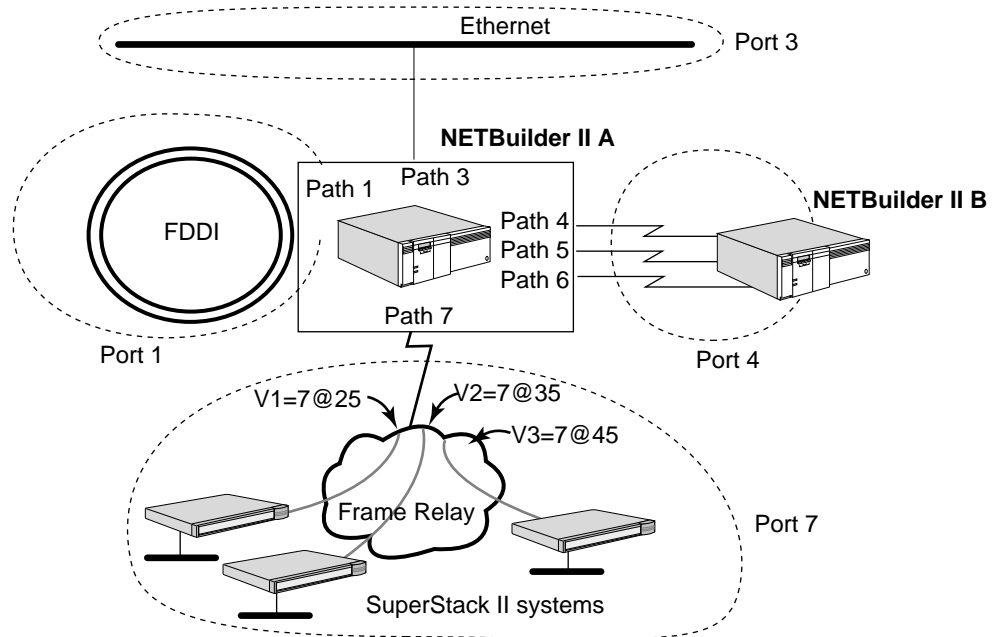 Ethernet
Port 3
NETBuilder II A
Path 1
Path 3
NETBuilder II B
FDDI
Path 4
Path 5
Path 6
Path 7
Port 1
Port 4
V1=7@25
V2=7@35
V3=7@45
Frame Relay
Port 7
SuperStack II systems